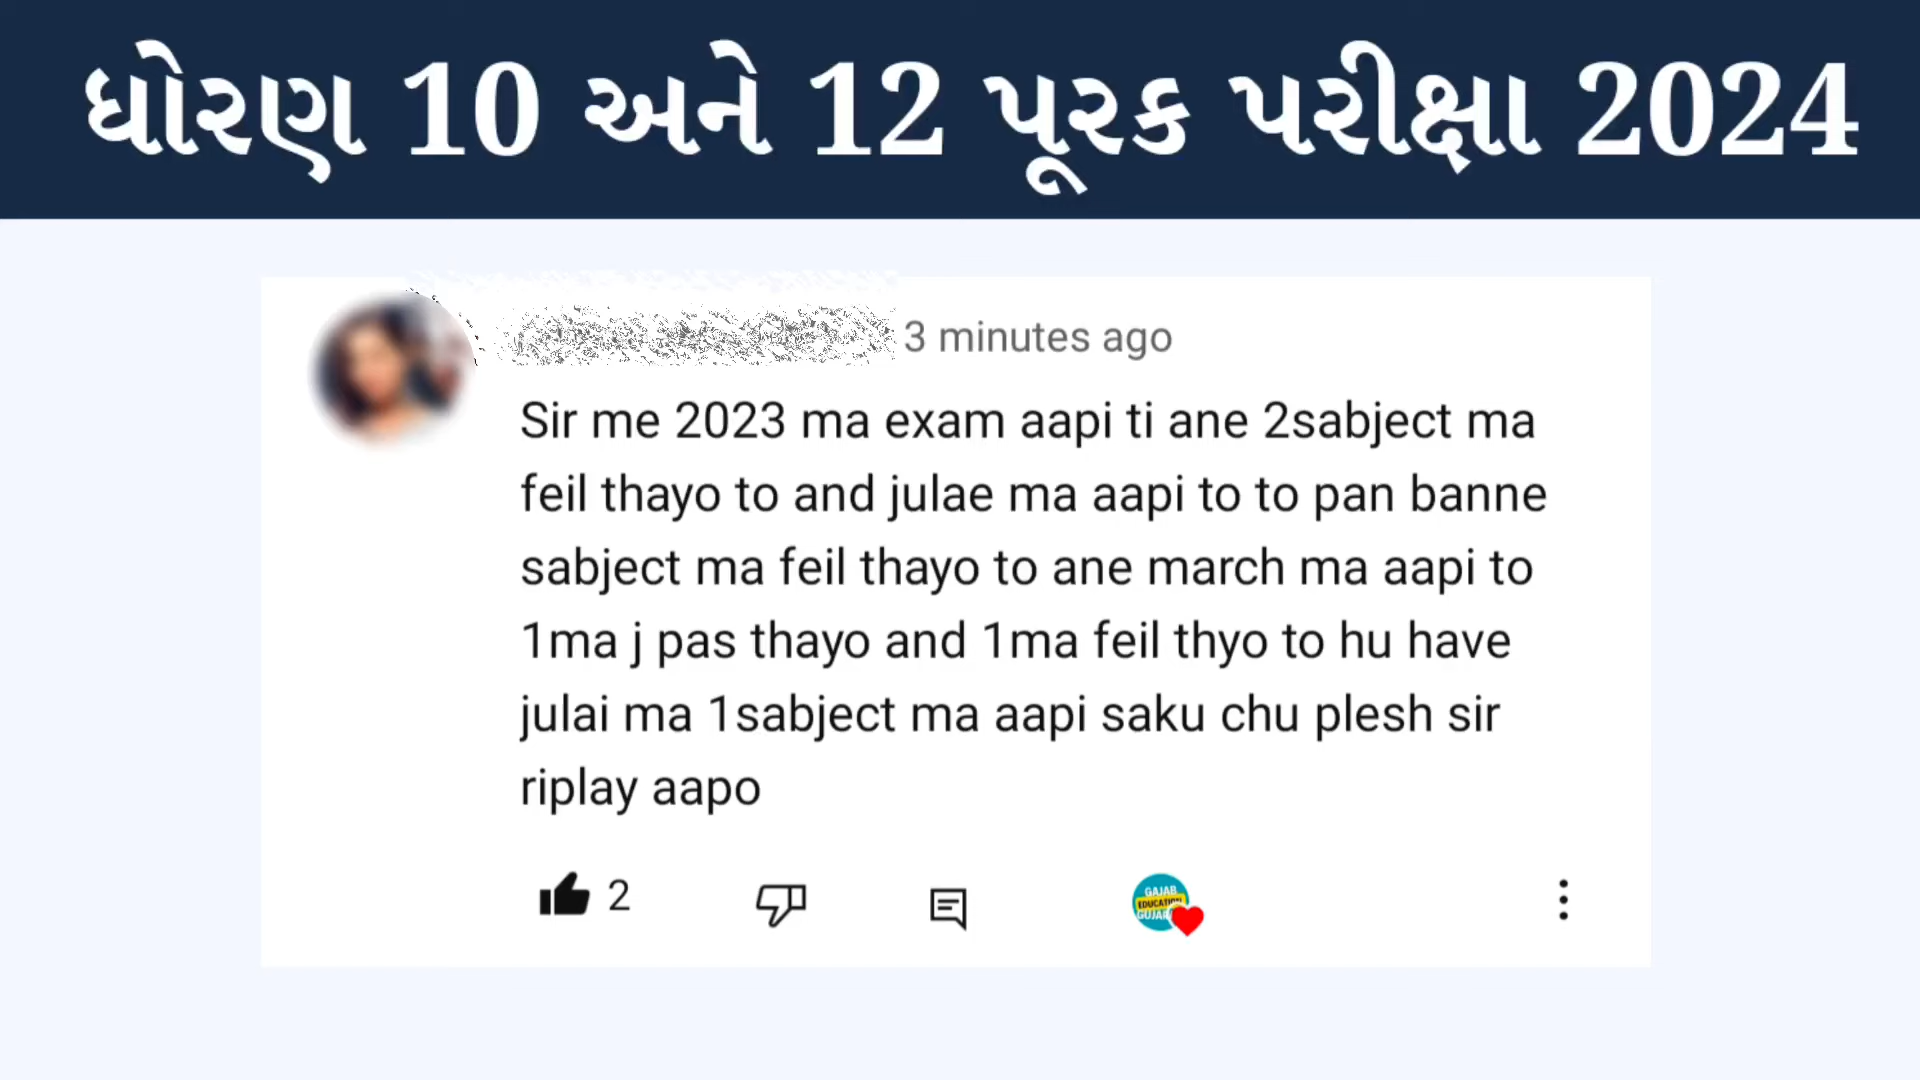 ધોરણ 10 અને 12 પૂરક પરીક્ષા 2024
3 minutes ago
Sir me 2023 ma exam aapi ti ane 2sabject ma
feil thayo to and julae ma aapi to to pan banne
sabject ma feil thayo to ane march ma aapi to
1ma j pas thayo and 1ma feil thyo to hu have
julai ma 1sabject ma aapi saku chu plesh sir
riplay aapo
2
GAJAB
EDUCATION